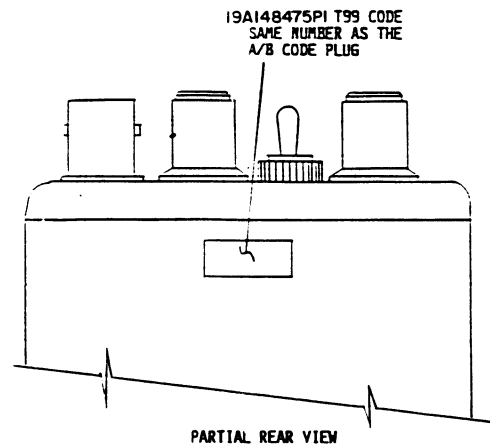 19A148475P1 T99 CODE
SAME NUMBER AS THE
A/B CODE PLUG
PARTIAL REAR VIEW